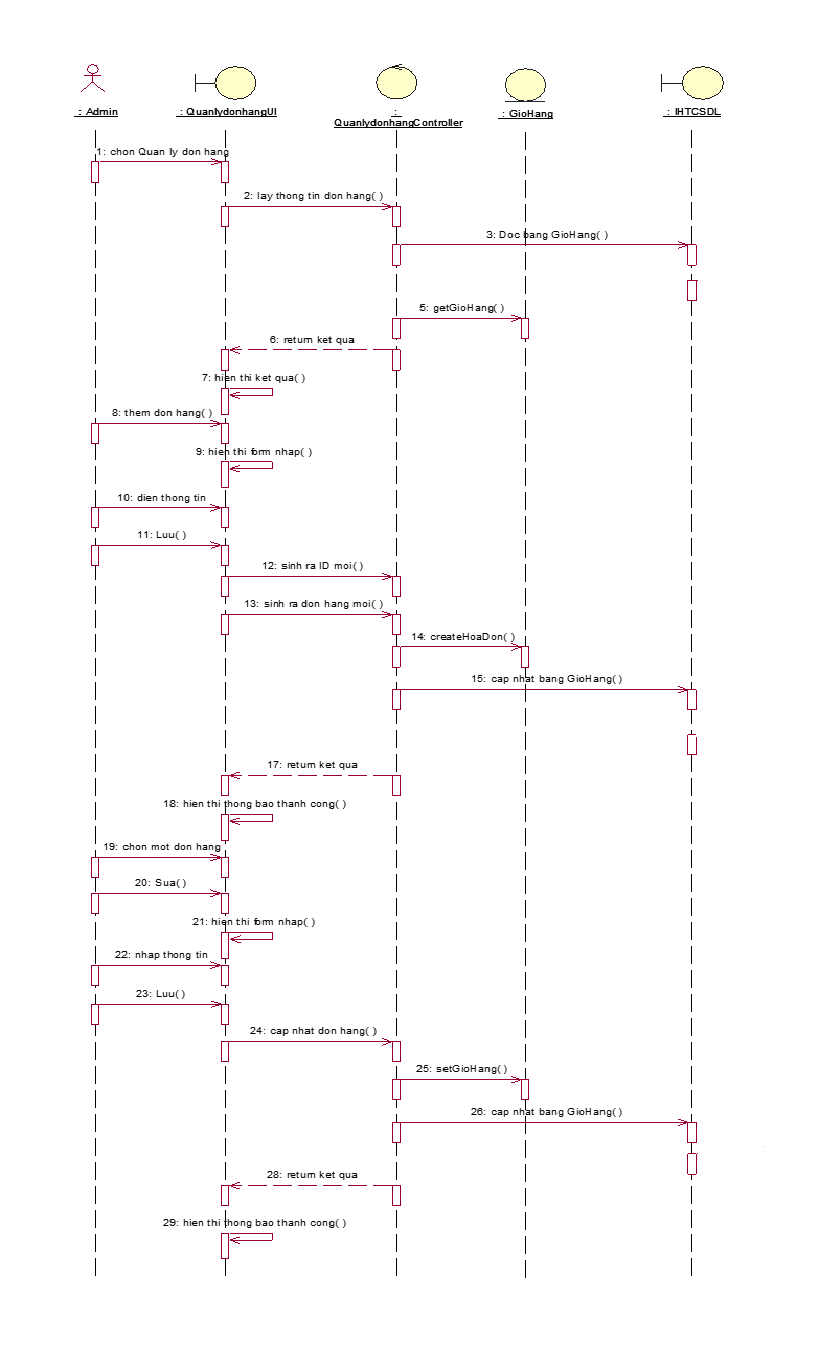 : Admin
: QuanlydonhangUI
:
QuanlydonhangController
: GioHang
: IHTCSDL
1: chon Quan ly don hang
2: lay thong tin don hang( )
3: Doc bang GioHang( )
5: getGioHang( )
6: return ket qua
7: hien thi ket qua( )
8: them don hang( )
9: hien thi form nhap( )
10: dien thong tin
11: Luu( )
12: sinh ra ID moi( )
13: sinh ra don hang moi( )
14: createHoaDon( )
15: cap nhat bang GioHang( )
17: return ket qua
18: hien thi thong bao thanh cong( )
19: chon mot don hang
20: Sua( )
21: hien thi form nhap( )
22: nhap thong tin
23: Luu( )
24: cap nhat don hang( )
25: setGioHang( )
26: cap nhat bang GioHang( )
28: return ket qua
29: hien thi thong bao thanh cong( )